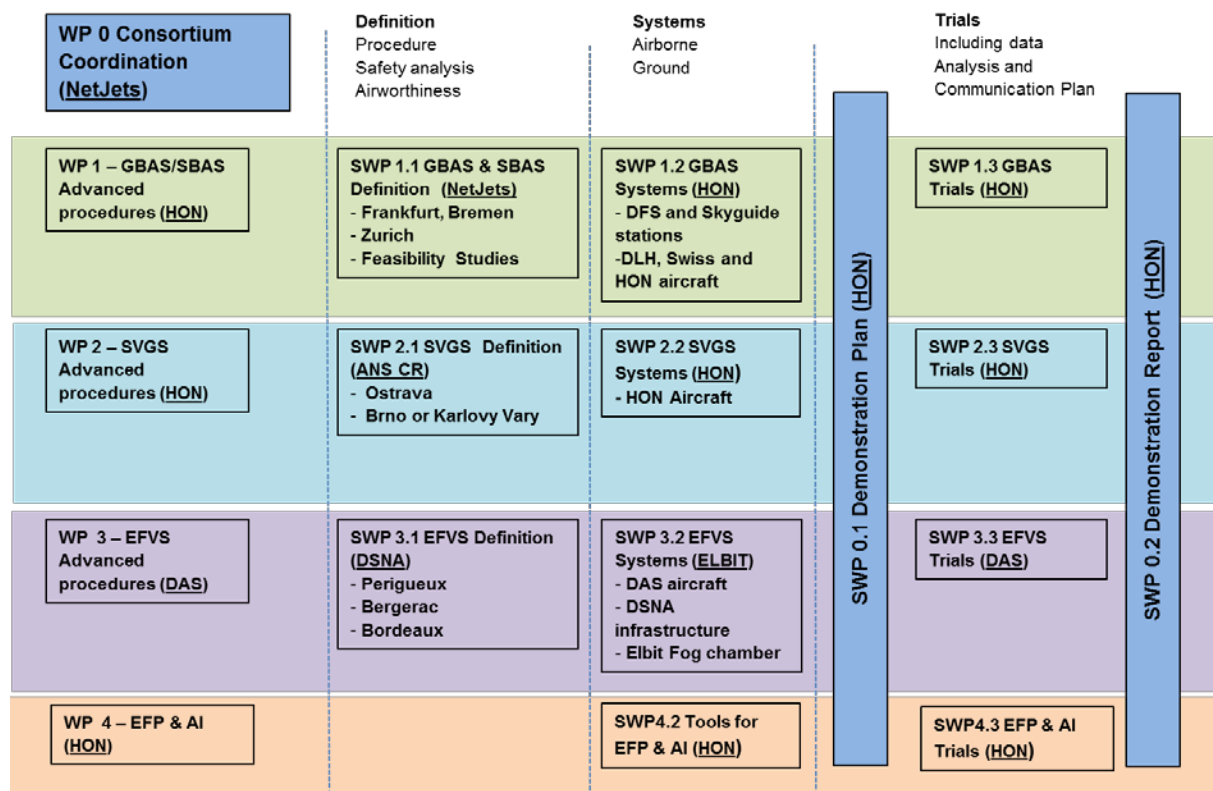 WP 0 Consortium
Coordination
(NetJets)
Definition
Procedure
Safety analysis
Airworthiness
Systems
Airborne
Ground
Trials
Including data
Analysis and
Communication Plan
WP 1 – GBAS/SBAS
Advanced
procedures (HON)
SWP 1.1 GBAS & SBAS
Definition (NetJets)
- Frankfurt, Bremen
- Zurich
- Feasibility Studies
SWP 1.2 GBAS
Systems (HON)
- DFS and Skyguide
stations
-DLH, Swiss and
HON aircraft
SWP 1.3 GBAS
Trials (HON)
WP 2 – SVGS
Advanced
procedures (HON)
SWP 2.1 SVGS Definition
(ANS CR)
- Ostrava
- Brno or Karlovy Vary
SWP 2.2 SVGS
Systems (HON)
- HON Aircraft
SWP 2.3 SVGS
Trials (HON)
WP 3 – EFVS
Advanced
procedures (DAS)
SWP 3.1 EFVS Definition
(DSNA)
- Perigueux
- Bergerac
- Bordeaux
SWP 3.2 EFVS
Systems (ELBIT)
- DAS aircraft
- DSNA
infrastructure
- Elbit Fog chamber
SWP 3.3 EFVS
Trials (DAS)
WP 4 – EFP & AI
(HON)
SWP4.2 Tools for
EFP & AI (HON)
SWP4.3 EFP & AI
Trials (HON)
SWP 0.1 Demonstration Plan (HON)
SWP 0.2 Demonstration Report (HON)